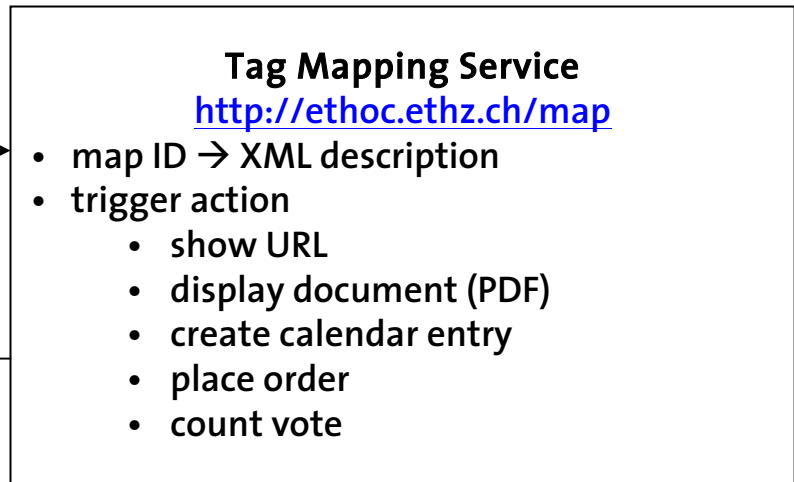 Tag Mapping Service
http://ethoc.ethz.ch/map
• map ID → XML description
• trigger action
• show URL
• display document (PDF)
• create calendar entry
• place order
• count vote